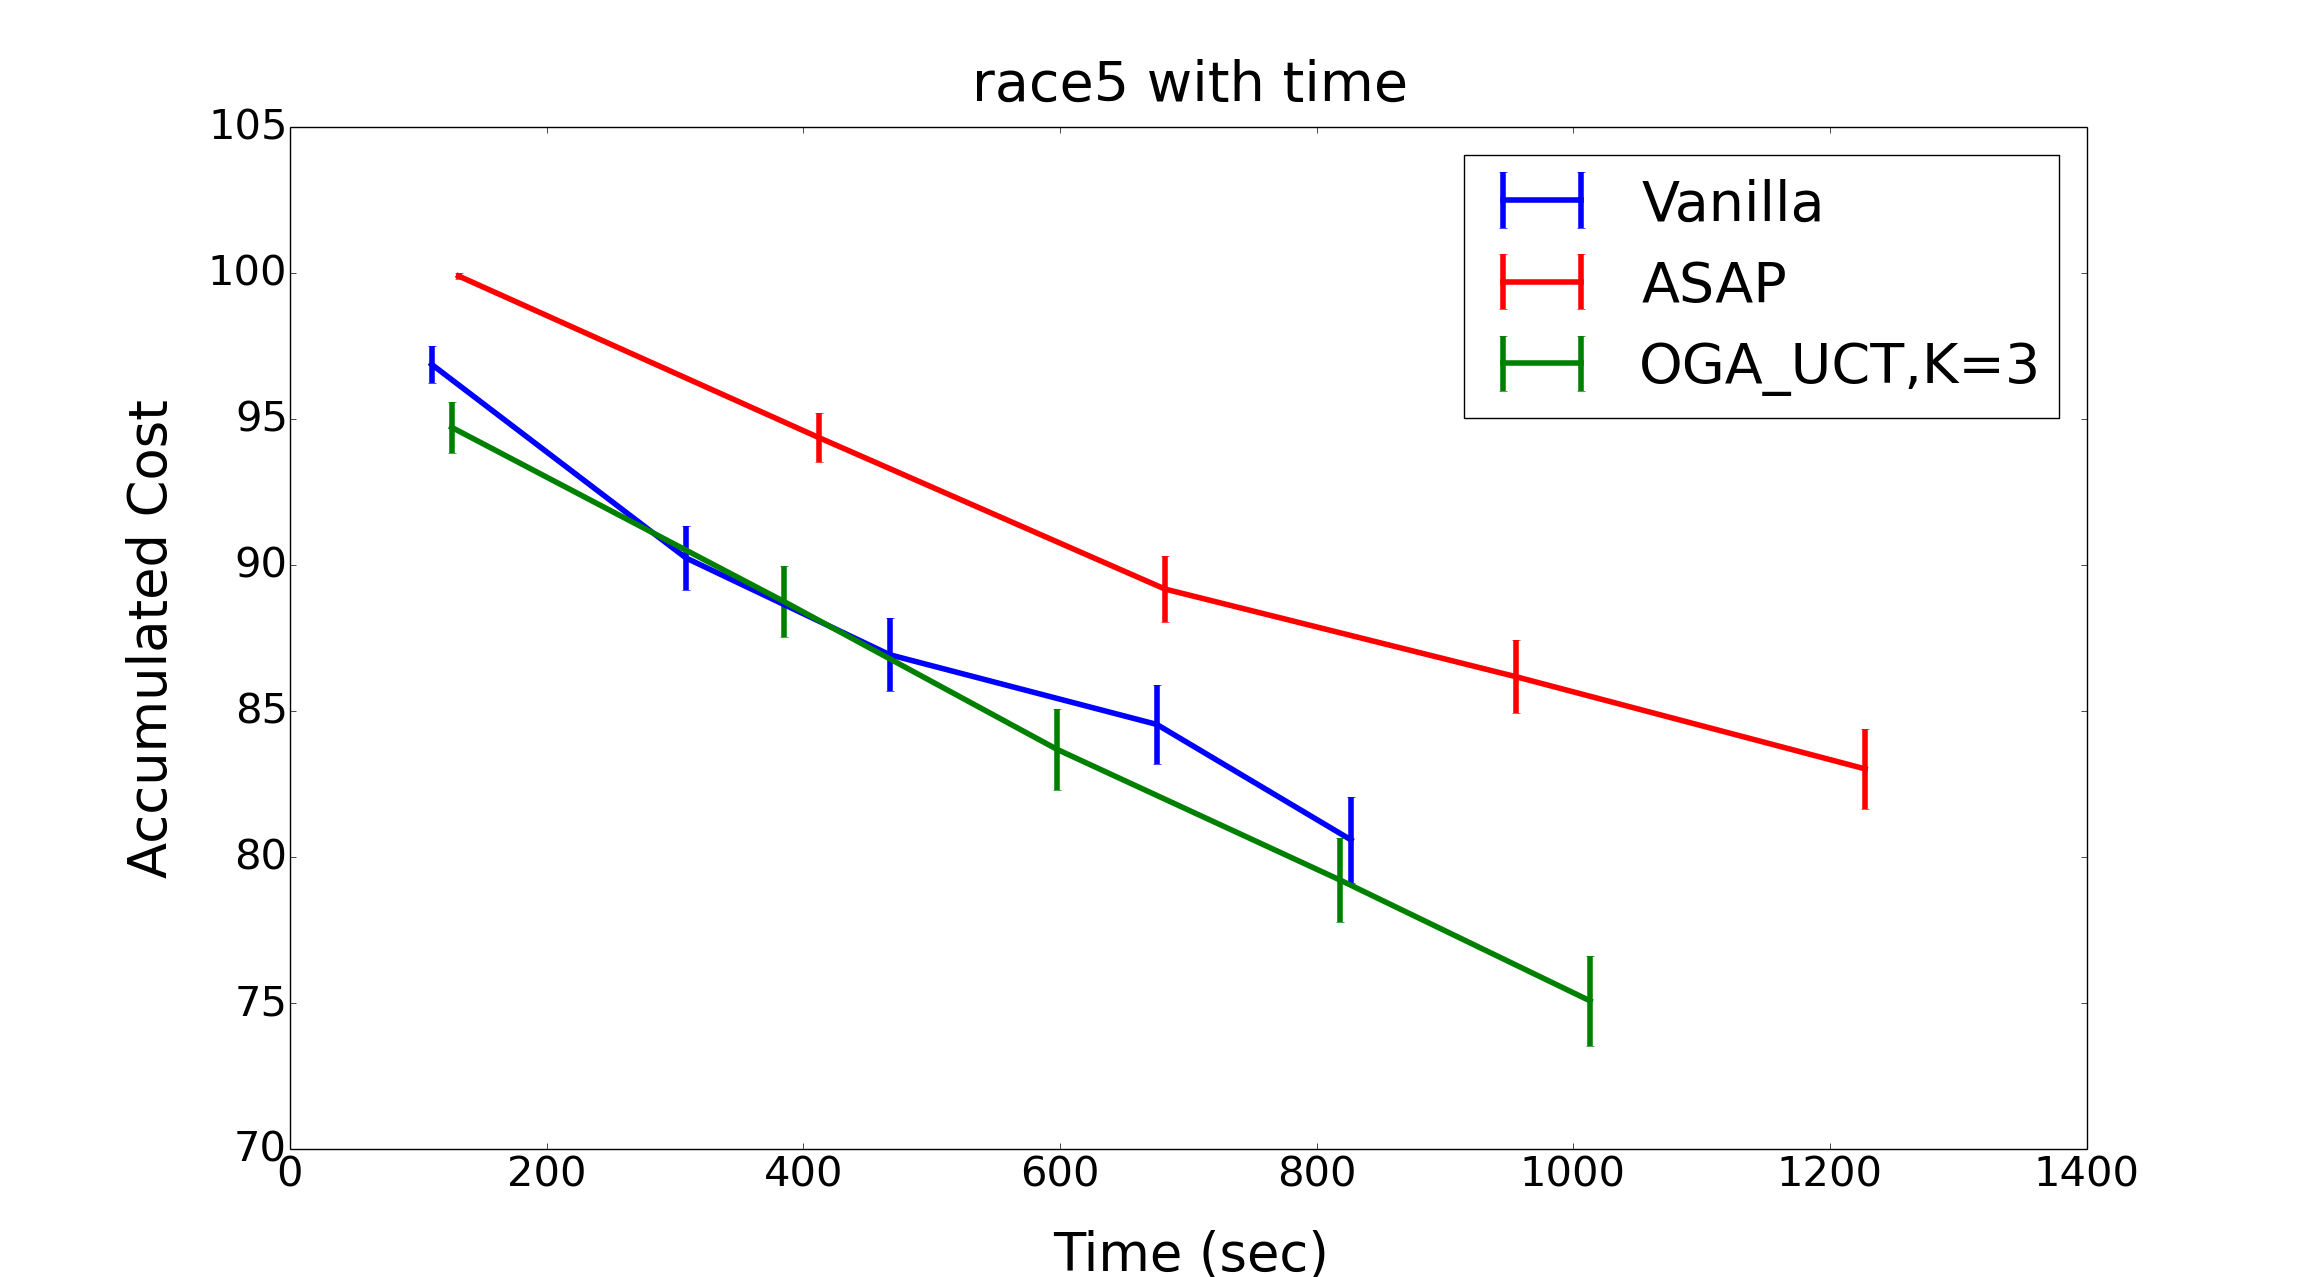 race5 with time
105
100
95
90
85
80
75
70
Accumulated Cost
Vanilla
ASAP
OGA_UCT,K=3
0 200 400 600 800 1000 1200 1400
Time (sec)